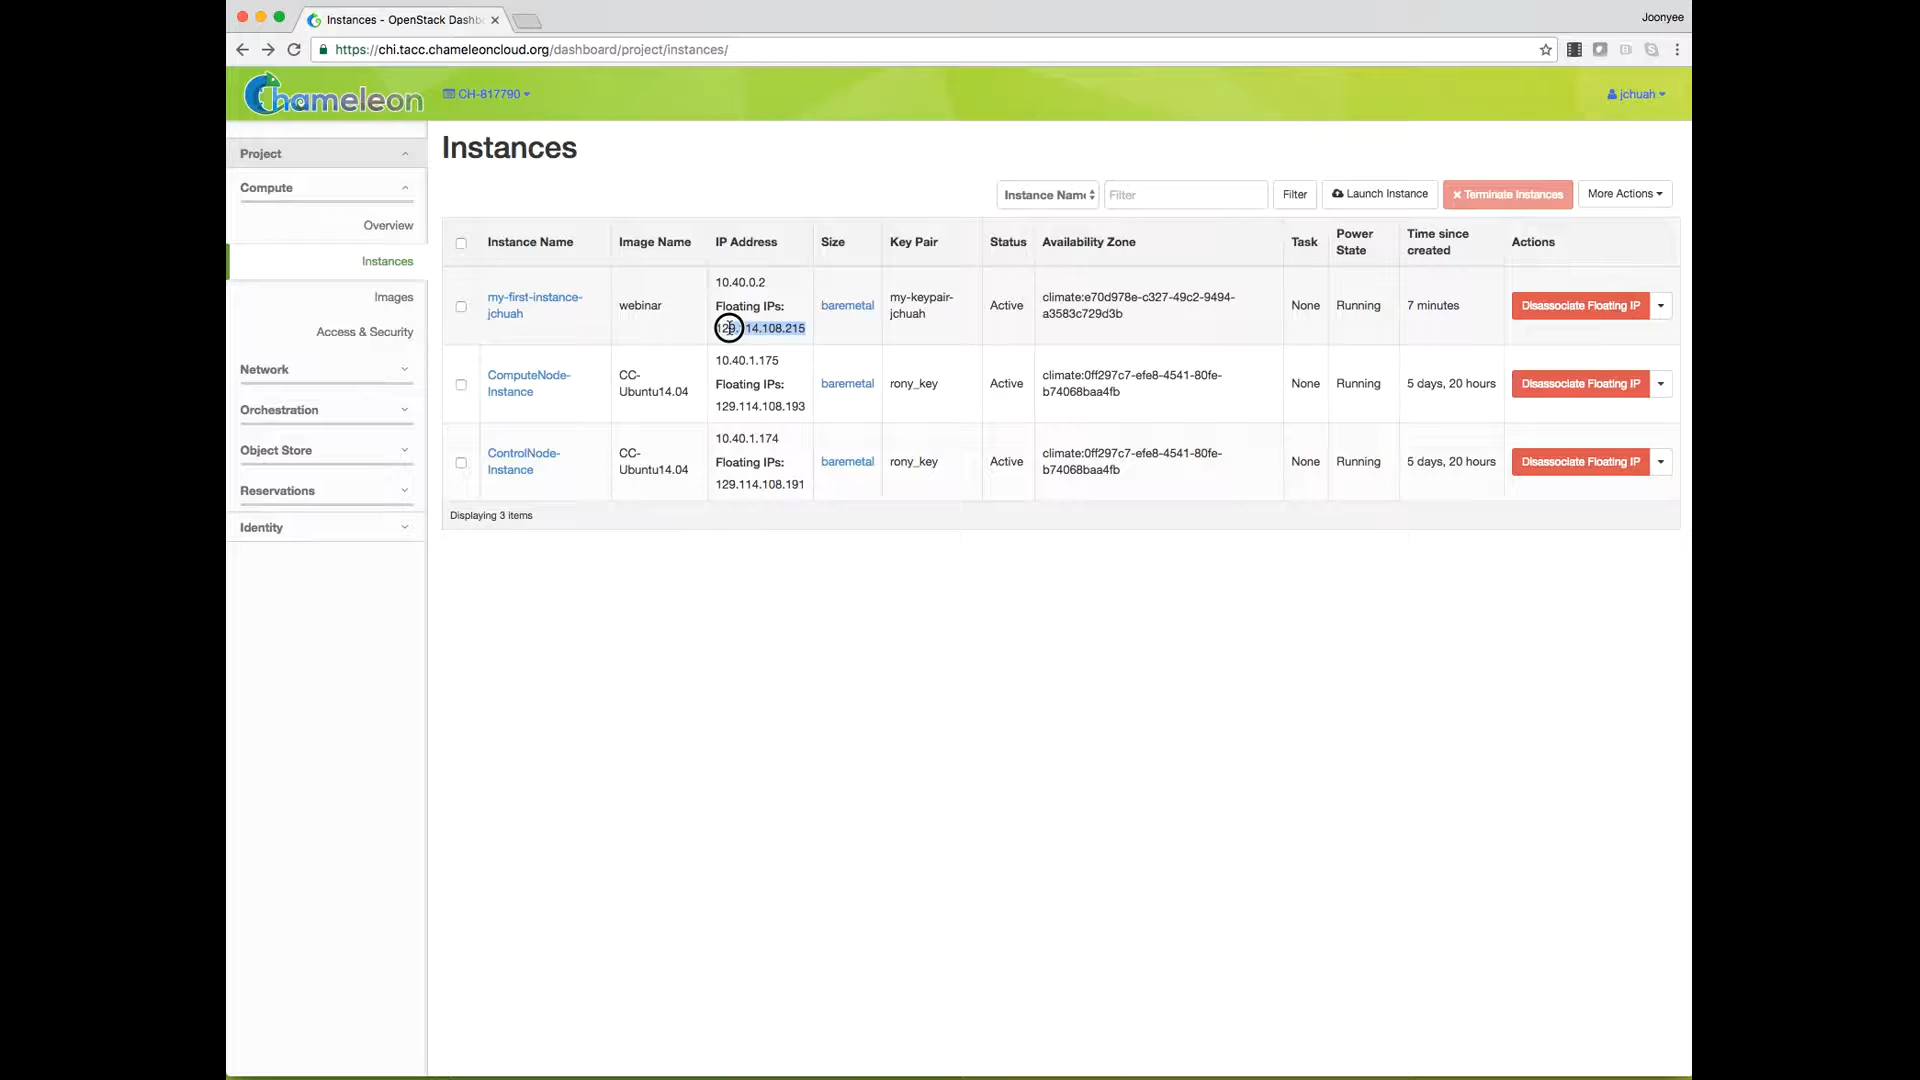 Instances - OpenStack Dashb
Joonyee
https://chi.tacc.chameleoncloud.org/dashboard/project/instances/
Chameleon
CH-817790
jchuah
Project
Compute
Overview
Instances
Images
Access & Security
Network
Orchestration
Object Store
Reservations
Identity
Instances
Instance Name Filter Filter Launch Instance Terminate Instances More Actions
Instance Name Image Name IP Address Size Key Pair Status Availability Zone Task Power State Time since created Actions
my-first-instance-jchuah webinar 10.40.0.2 Floating IPs: 129.114.108.215 baremetal my-keypair-jchuah Active climate:e70d978e-c327-49c2-9494-a3583c729d3b None Running 7 minutes Disassociate Floating IP
ComputeNode-Instance CC-Ubuntu14.04 10.40.1.175 Floating IPs: 129.114.108.193 baremetal rony_key Active climate:0ff297c7-efe8-4541-80fe-b74068baa4fb None Running 5 days, 20 hours Disassociate Floating IP
ControlNode-Instance CC-Ubuntu14.04 10.40.1.174 Floating IPs: 129.114.108.191 baremetal rony_key Active climate:0ff297c7-efe8-4541-80fe-b74068baa4fb None Running 5 days, 20 hours Disassociate Floating IP
Displaying 3 items